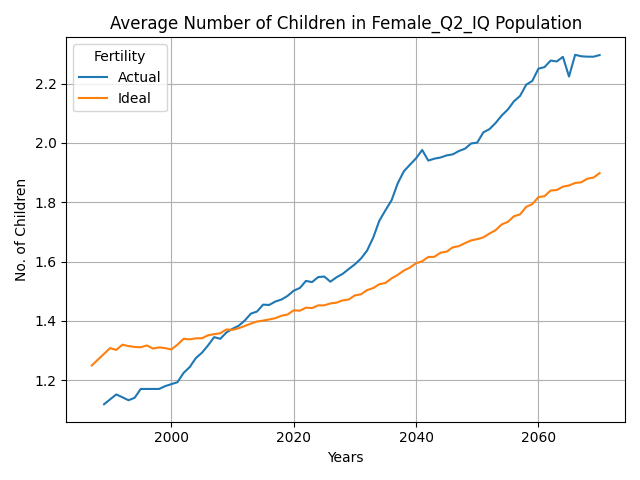 Average Number of Children in Female_Q2_IQ Population
Fertility
Actual
Ideal
No. of Children
2.2
2.0
1.8
1.6
1.4
1.2
2000
2020
2040
2060
Years